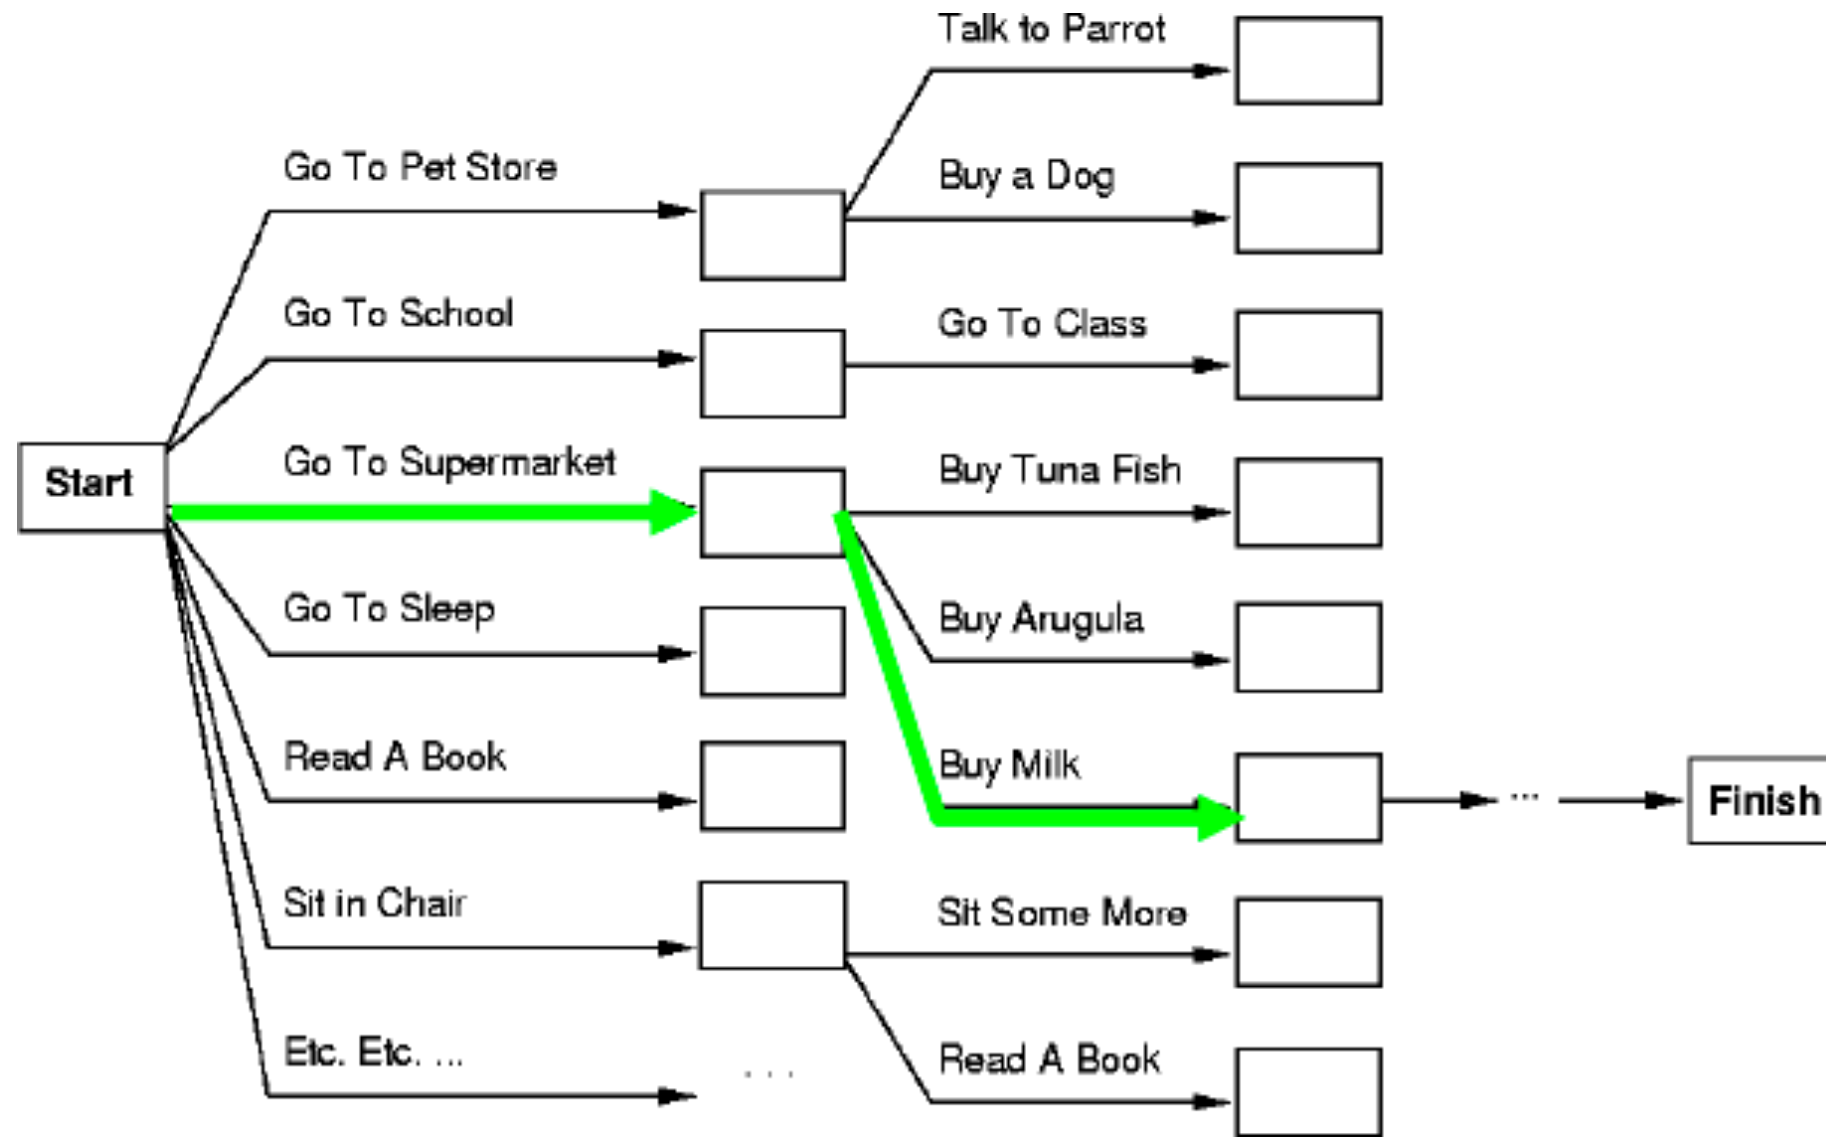 Talk to Parrot
Go To Pet Store
Buy a Dog
Go To School
Go To Class
Start
Go To Supermarket
Buy Tuna Fish
Go To Sleep
Buy Arugula
Read A Book
Buy Milk
...
Finish
Sit in Chair
Sit Some More
Etc. Etc. ...
. . .
Read A Book